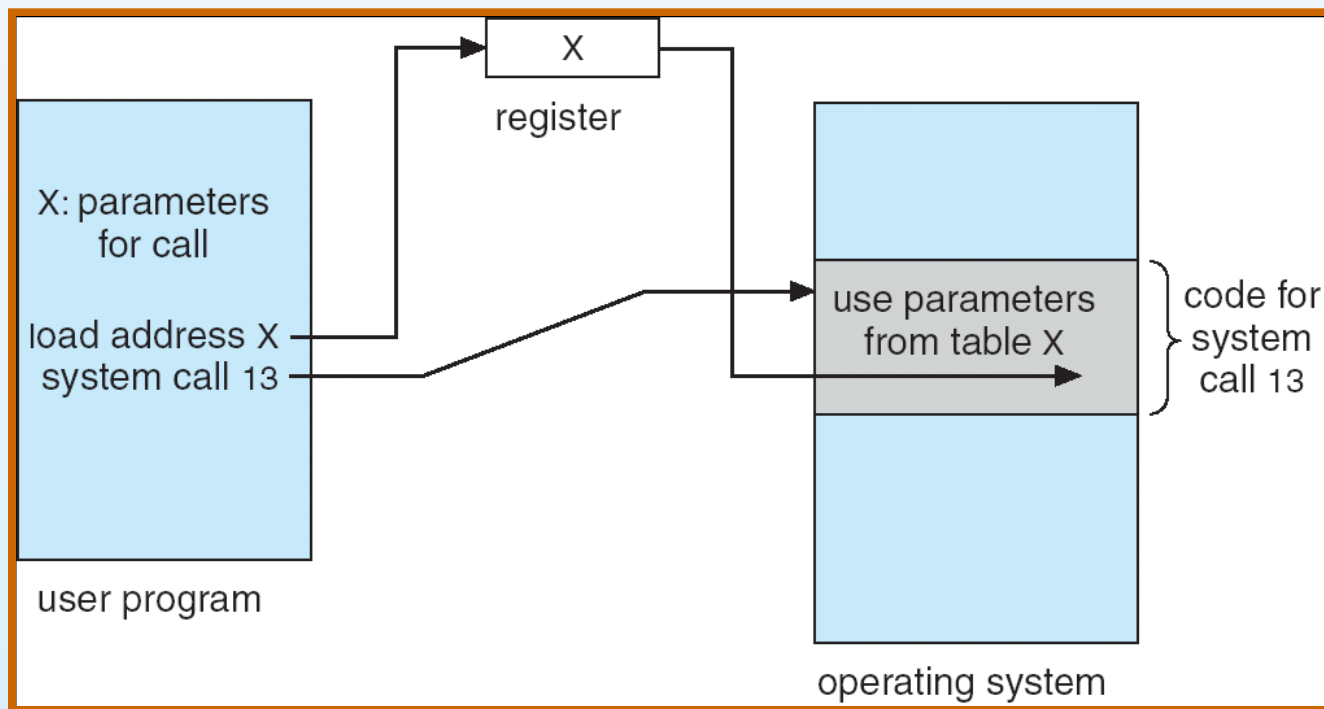 X
register
X: parameters
for call
load address X
system call 13
user program
use parameters
from table X
code for
system
call 13
operating system